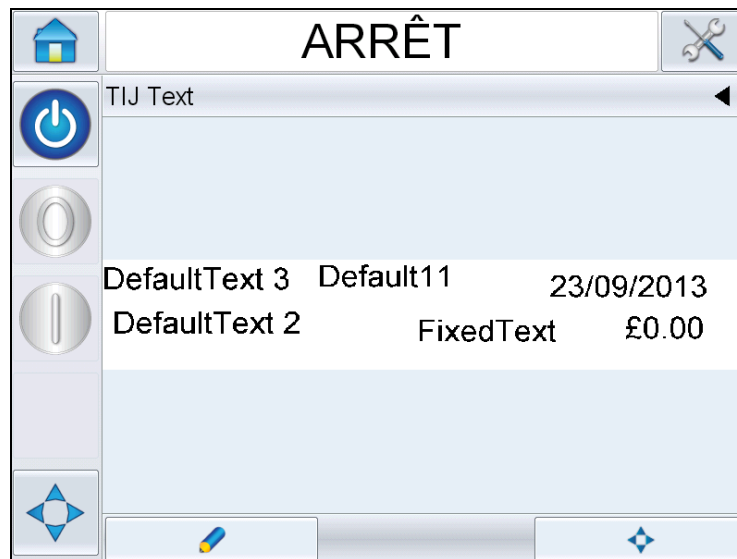 ARRÊT
TIJ Text
DefaultText 3 Default11 23/09/2013
DefaultText 2 FixedText £0.00